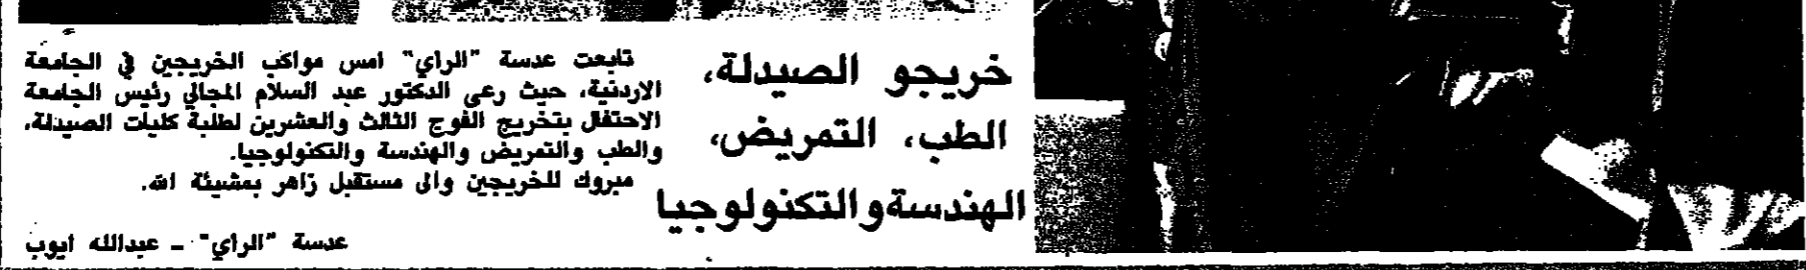 خريجو الصيدلة،
الطب، التمريض،
الهندسة والتكنولوجيا
تابعت عدسة "الراي" امس مواكب الخريجين في الجامعة
الاردنية، حيث رعى الدكتور عبد السلام المجالي رئيس الجامعة
الاحتفال بتخريج الفوج الثالث والعشرين لطلبة كليات الصيدلة،
والطب والتمريض والهندسة والتكنولوجيا.
مبروك للخريجين والى مستقبل زاهر بمشيئة الله.
عدسة "الراي" ـ عبدالله ايوب